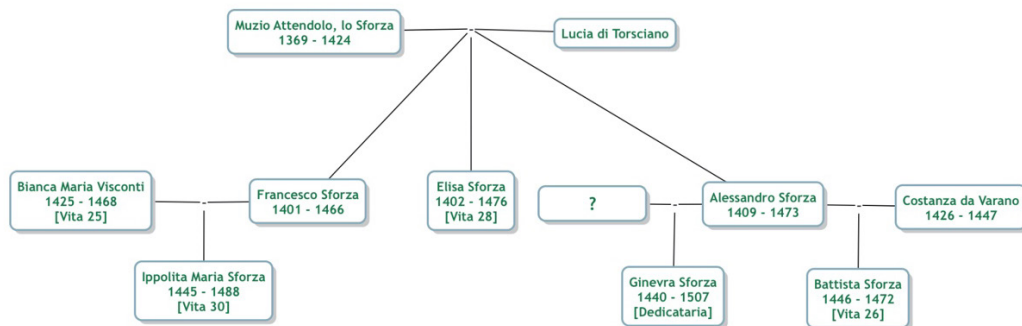 Muzio Attendolo, lo Sforza
1369 - 1424
Lucia di Torsciano
Bianca Maria Visconti
1425 - 1468
[Vita 25]
Francesco Sforza
1401 - 1466
Elisa Sforza
1402 - 1476
[Vita 28]
?
Alessandro Sforza
1409 - 1473
Costanza da Varano
1426 - 1447
Ippolita Maria Sforza
1445 - 1488
[Vita 30]
Ginevra Sforza
1440 - 1507
[Dedicataria]
Battista Sforza
1446 - 1472
[Vita 26]